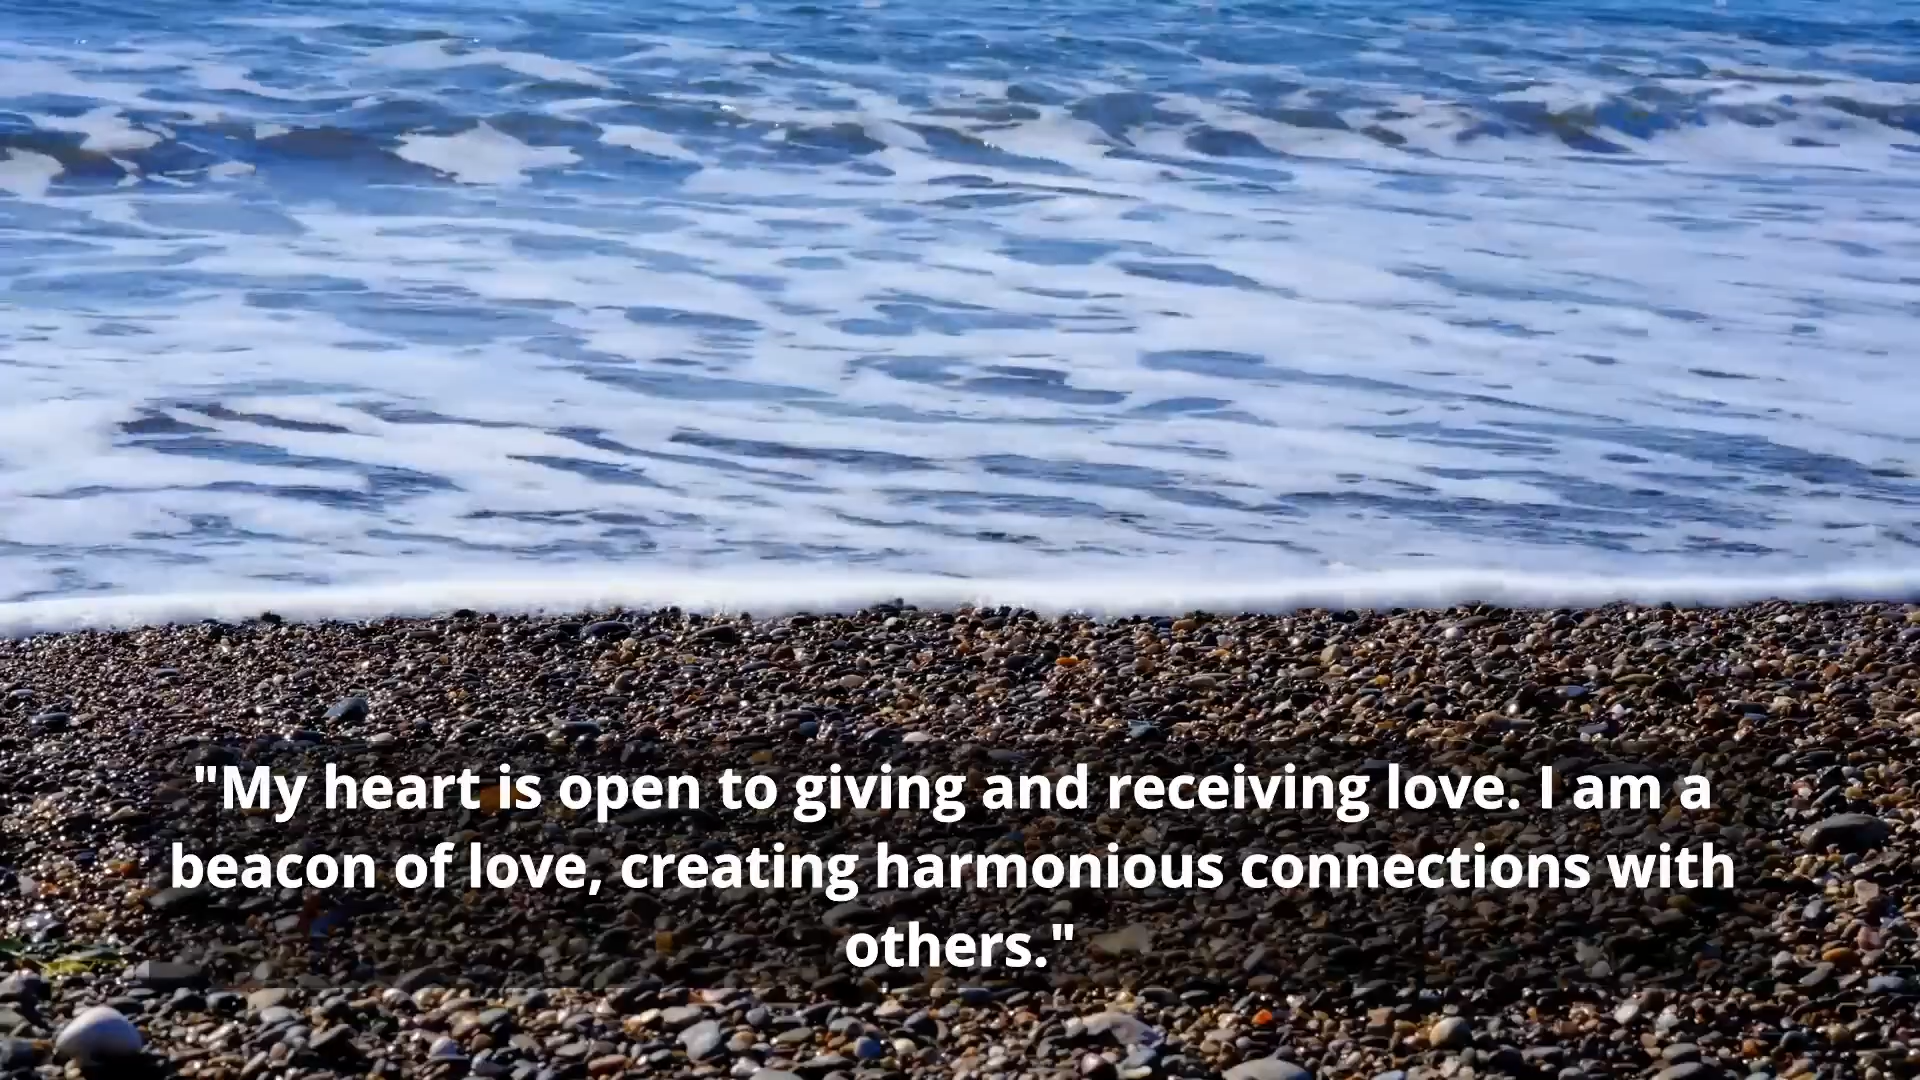 "My heart is open to giving and receiving love. I am a
beacon of love, creating harmonious connections with
others."